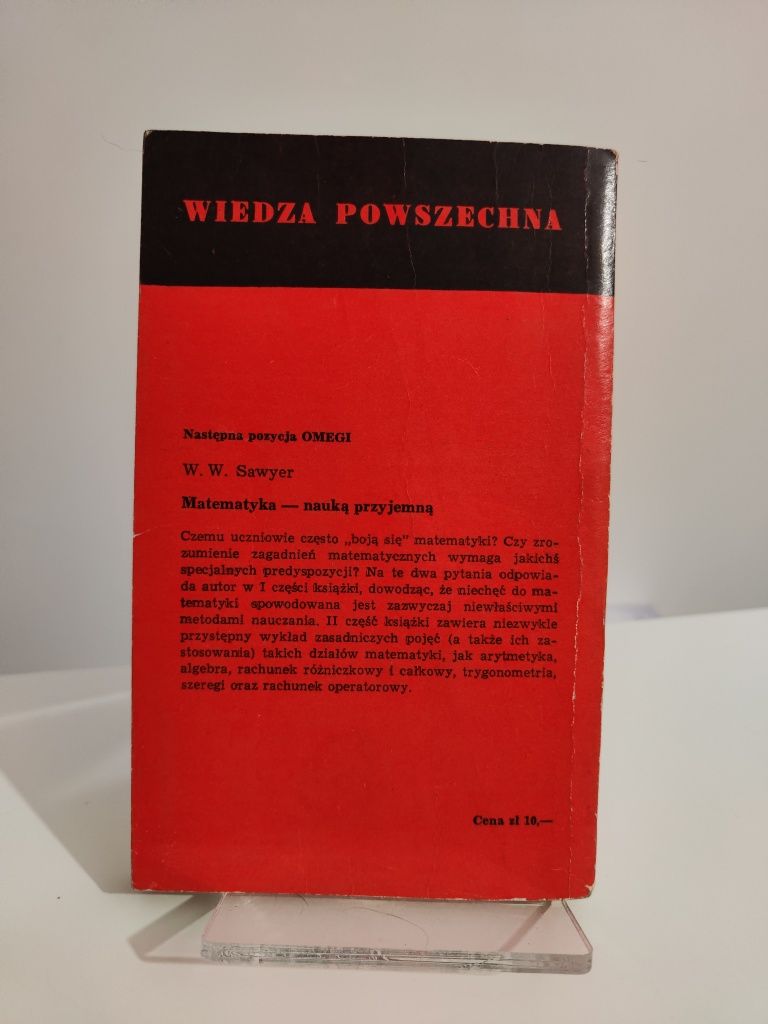 WIEDZA POWSZECHNA
Następna pozycja OMEGI
W. W. Sawyer
Matematyka — nauką przyjemną
Czemu uczniowie często „boją się” matematyki? Czy zro-
zumienie zagadnień matematycznych wymaga jakichś
specjalnych predyspozycji? Na te dwa pytania odpowia-
da autor w I części książki, dowodząc, że niechęć do ma-
tematyki spowodowana jest zazwyczaj niewłaściwymi
metodami nauczania. II część książki zawiera niezwykle
przystępny wykład zasadniczych pojęć (a także ich za-
stosowania) takich działów matematyki, jak arytmetyka,
algebra, rachunek różniczkowy i całkowy, trygonometria,
szeregi oraz rachunek operatorowy.
Cena zł 10,—